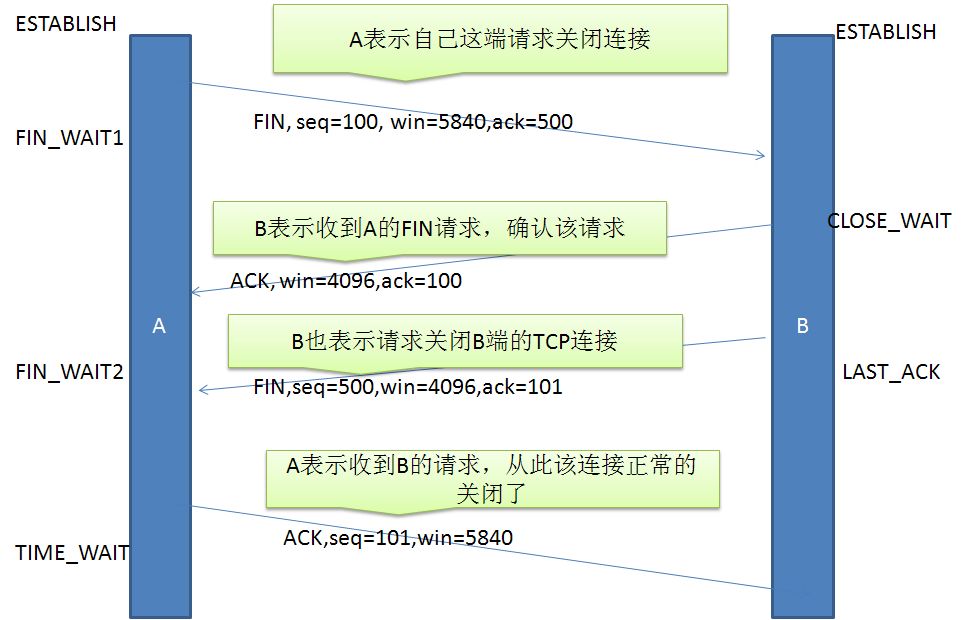 ESTABLISH
A表示自己这端请求关闭连接
ESTABLISH
FIN, seq=100, win=5840,ack=500
FIN_WAIT1
B表示收到A的FIN请求，确认该请求
CLOSE_WAIT
ACK, win=4096,ack=100
A
B
B也表示请求关闭B端的TCP连接
FIN_WAIT2
FIN,seq=500,win=4096,ack=101
LAST_ACK
A表示收到B的请求，从此该连接正常的
关闭了
ACK,seq=101,win=5840
TIME_WAIT